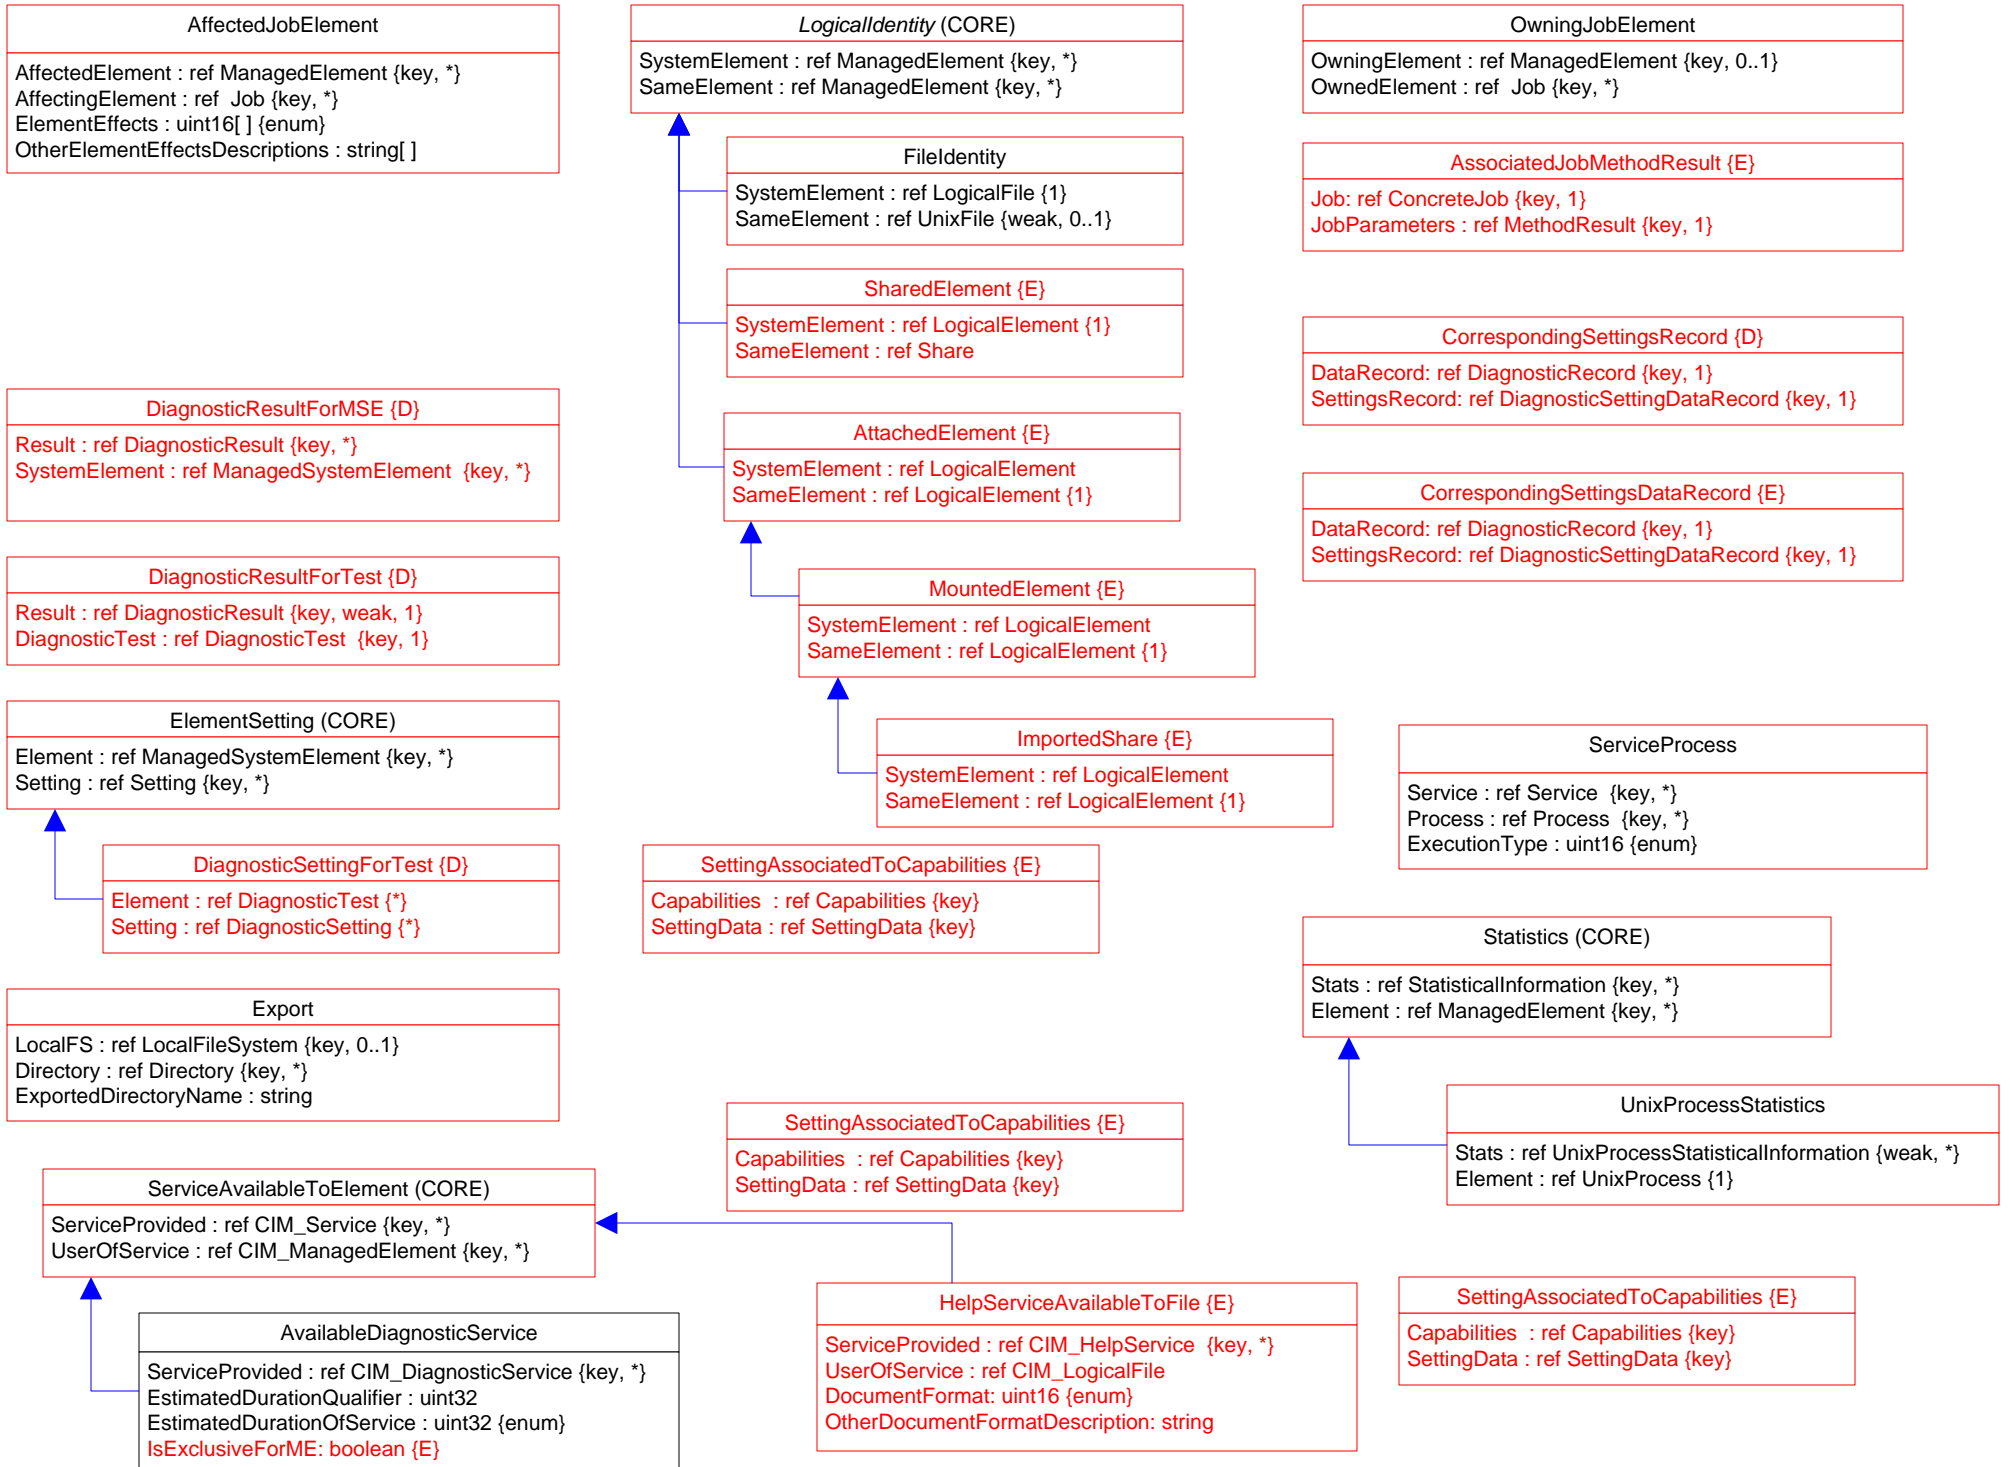 AffectedJobElement
AffectedElement : ref ManagedElement {key, *}
AffectingElement : ref  Job {key, *}
ElementEffects : uint16[ ] {enum}
OtherElementEffectsDescriptions : string[ ]
LogicalIdentity (CORE)
SystemElement : ref ManagedElement {key, *}
SameElement : ref ManagedElement {key, *}
OwningJobElement
OwningElement : ref ManagedElement {key, 0..1}
OwnedElement : ref  Job {key, *}
FileIdentity
SystemElement : ref LogicalFile {1}
SameElement : ref UnixFile {weak, 0..1}
AssociatedJobMethodResult {E}
Job: ref ConcreteJob {key, 1}
JobParameters : ref MethodResult {key, 1}
SharedElement {E}
SystemElement : ref LogicalElement {1}
SameElement : ref Share
CorrespondingSettingsRecord {D}
DataRecord: ref DiagnosticRecord {key, 1}
SettingsRecord: ref DiagnosticSettingDataRecord {key, 1}
DiagnosticResultForMSE {D}
Result : ref DiagnosticResult {key, *}
SystemElement : ref ManagedSystemElement  {key, *}
AttachedElement {E}
SystemElement : ref LogicalElement
SameElement : ref LogicalElement {1}
CorrespondingSettingsDataRecord {E}
DataRecord: ref DiagnosticRecord {key, 1}
SettingsRecord: ref DiagnosticSettingDataRecord {key, 1}
DiagnosticResultForTest {D}
Result : ref DiagnosticResult {key, weak, 1}
DiagnosticTest : ref DiagnosticTest  {key, 1}
MountedElement {E}
SystemElement : ref LogicalElement
SameElement : ref LogicalElement {1}
ElementSetting (CORE)
Element : ref ManagedSystemElement {key, *}
Setting : ref Setting {key, *}
ImportedShare {E}
SystemElement : ref LogicalElement
SameElement : ref LogicalElement {1}
ServiceProcess
Service : ref Service  {key, *}
Process : ref Process  {key, *}
ExecutionType : uint16 {enum}
DiagnosticSettingForTest {D}
Element : ref DiagnosticTest {*}
Setting : ref DiagnosticSetting {*}
SettingAssociatedToCapabilities {E}
Capabilities  : ref Capabilities {key}
SettingData : ref SettingData {key}
Statistics (CORE)
Stats : ref StatisticalInformation {key, *}
Element : ref ManagedElement {key, *}
Export
LocalFS : ref LocalFileSystem {key, 0..1}
Directory : ref Directory {key, *}
ExportedDirectoryName : string
UnixProcessStatistics
Stats : ref UnixProcessStatisticalInformation {weak, *}
Element : ref UnixProcess {1}
SettingAssociatedToCapabilities {E}
Capabilities  : ref Capabilities {key}
SettingData : ref SettingData {key}
ServiceAvailableToElement (CORE)
ServiceProvided : ref CIM_Service {key, *}
UserOfService : ref CIM_ManagedElement {key, *}
HelpServiceAvailableToFile {E}
ServiceProvided : ref CIM_HelpService  {key, *}
UserOfService : ref CIM_LogicalFile
DocumentFormat: uint16 {enum}
OtherDocumentFormatDescription: string
SettingAssociatedToCapabilities {E}
Capabilities  : ref Capabilities {key}
SettingData : ref SettingData {key}
AvailableDiagnosticService
ServiceProvided : ref CIM_DiagnosticService {key, *}
EstimatedDurationQualifier : uint32
EstimatedDurationOfService : uint32 {enum}
IsExclusiveForME: boolean {E}